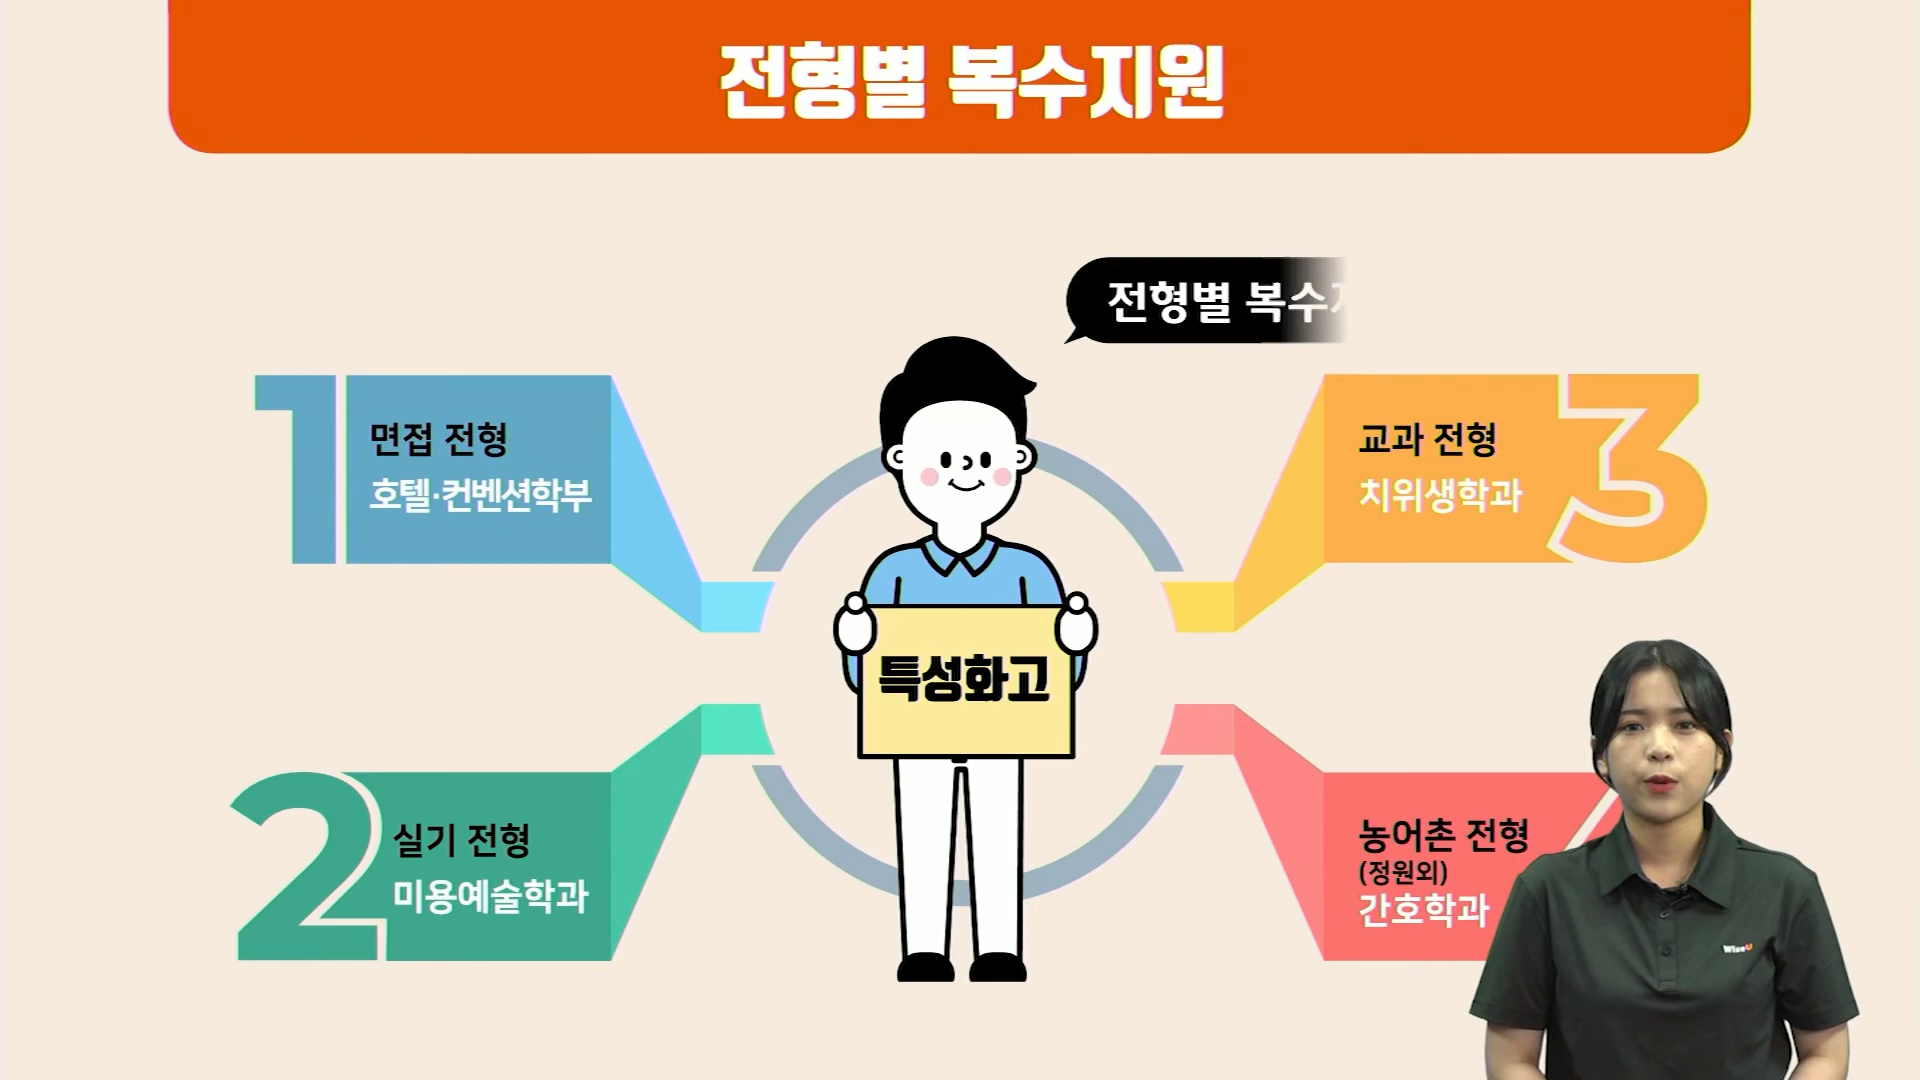 전형별 복수지원
전형별 복수
1
면접 전형
호텔·컨벤션학부
3
교과 전형
치위생학과
특성화고
2
실기 전형
미용예술학과
농어촌 전형
(정원외)
간호학과
WiseU